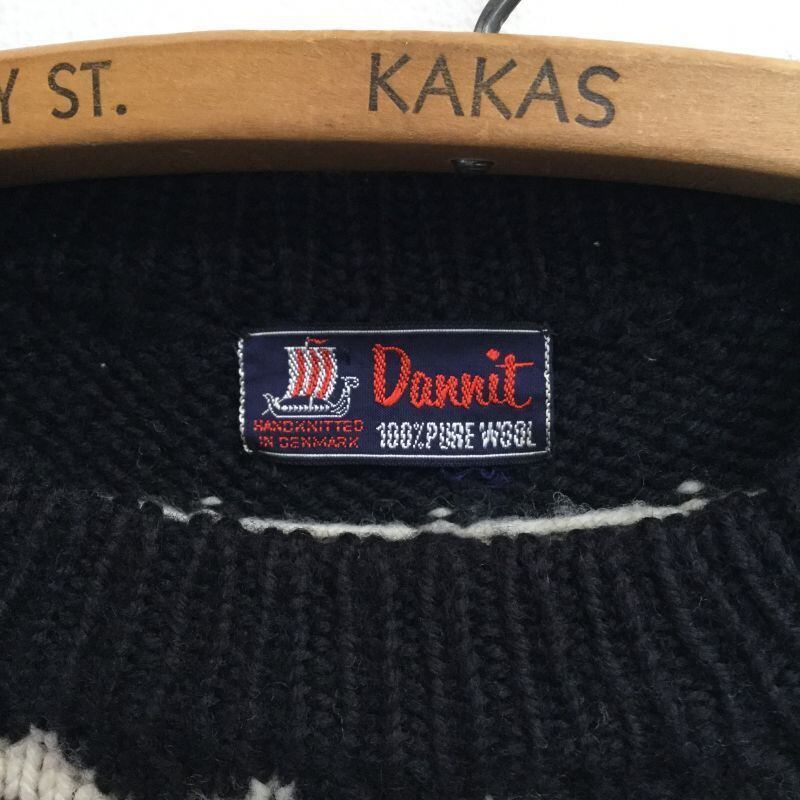 Y ST. KAKAS
Dannit
HANDKNITTED
IN DENMARK
100% PURE WOOL